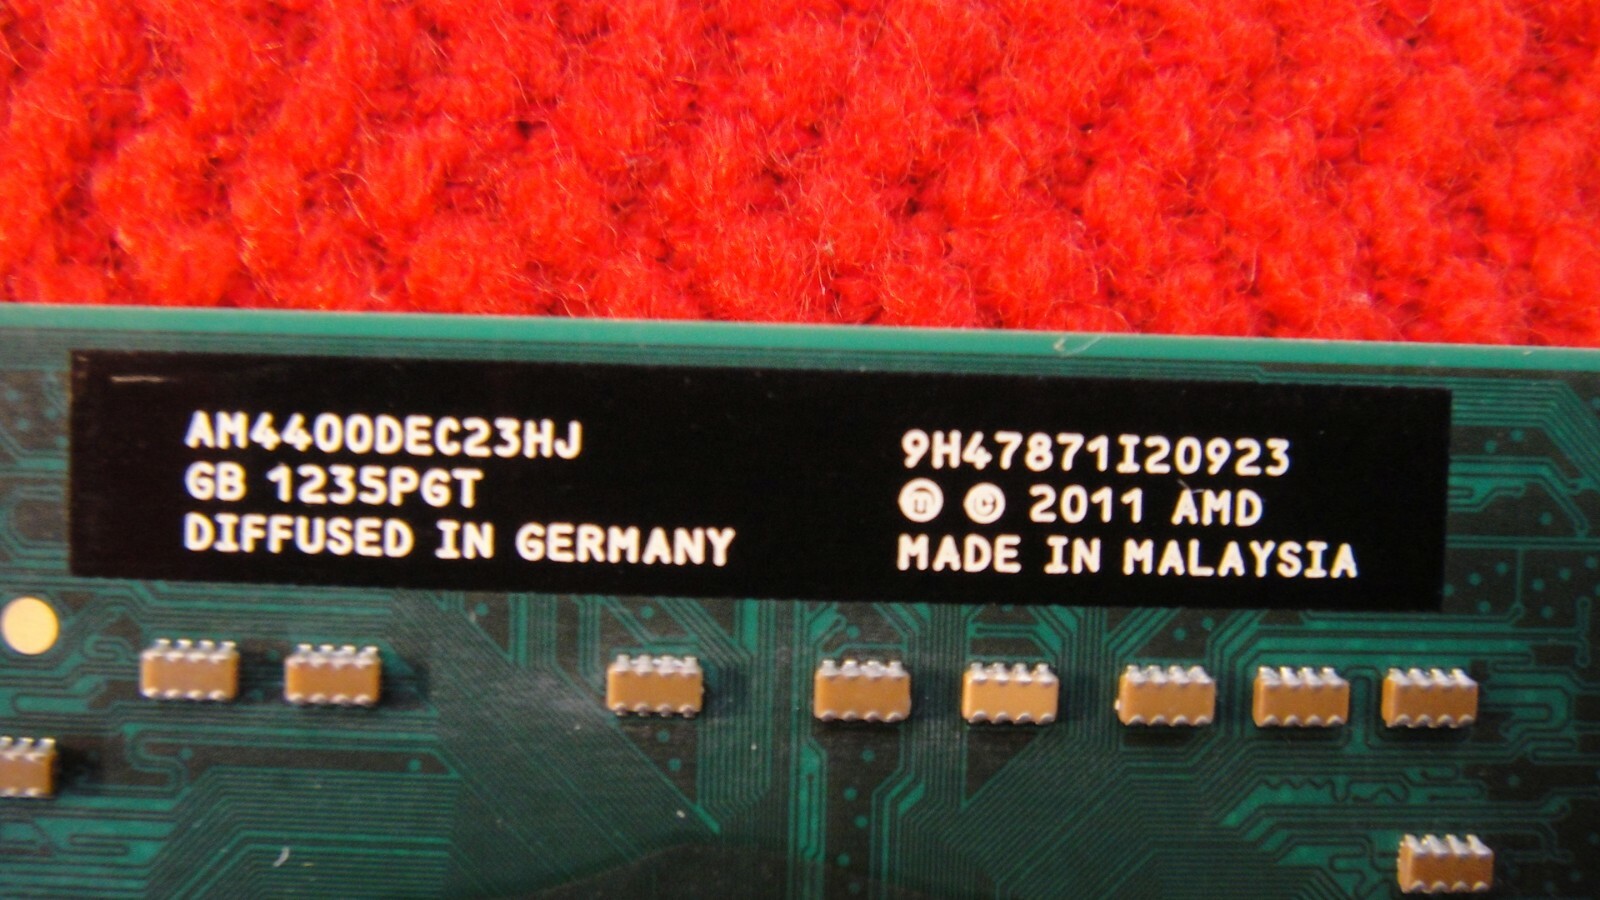 AM4400DEC23HJ
GB 1235PGT
DIFFUSED IN GERMANY
9H47871I20923
ⓜ © 2011 AMD
MADE IN MALAYSIA